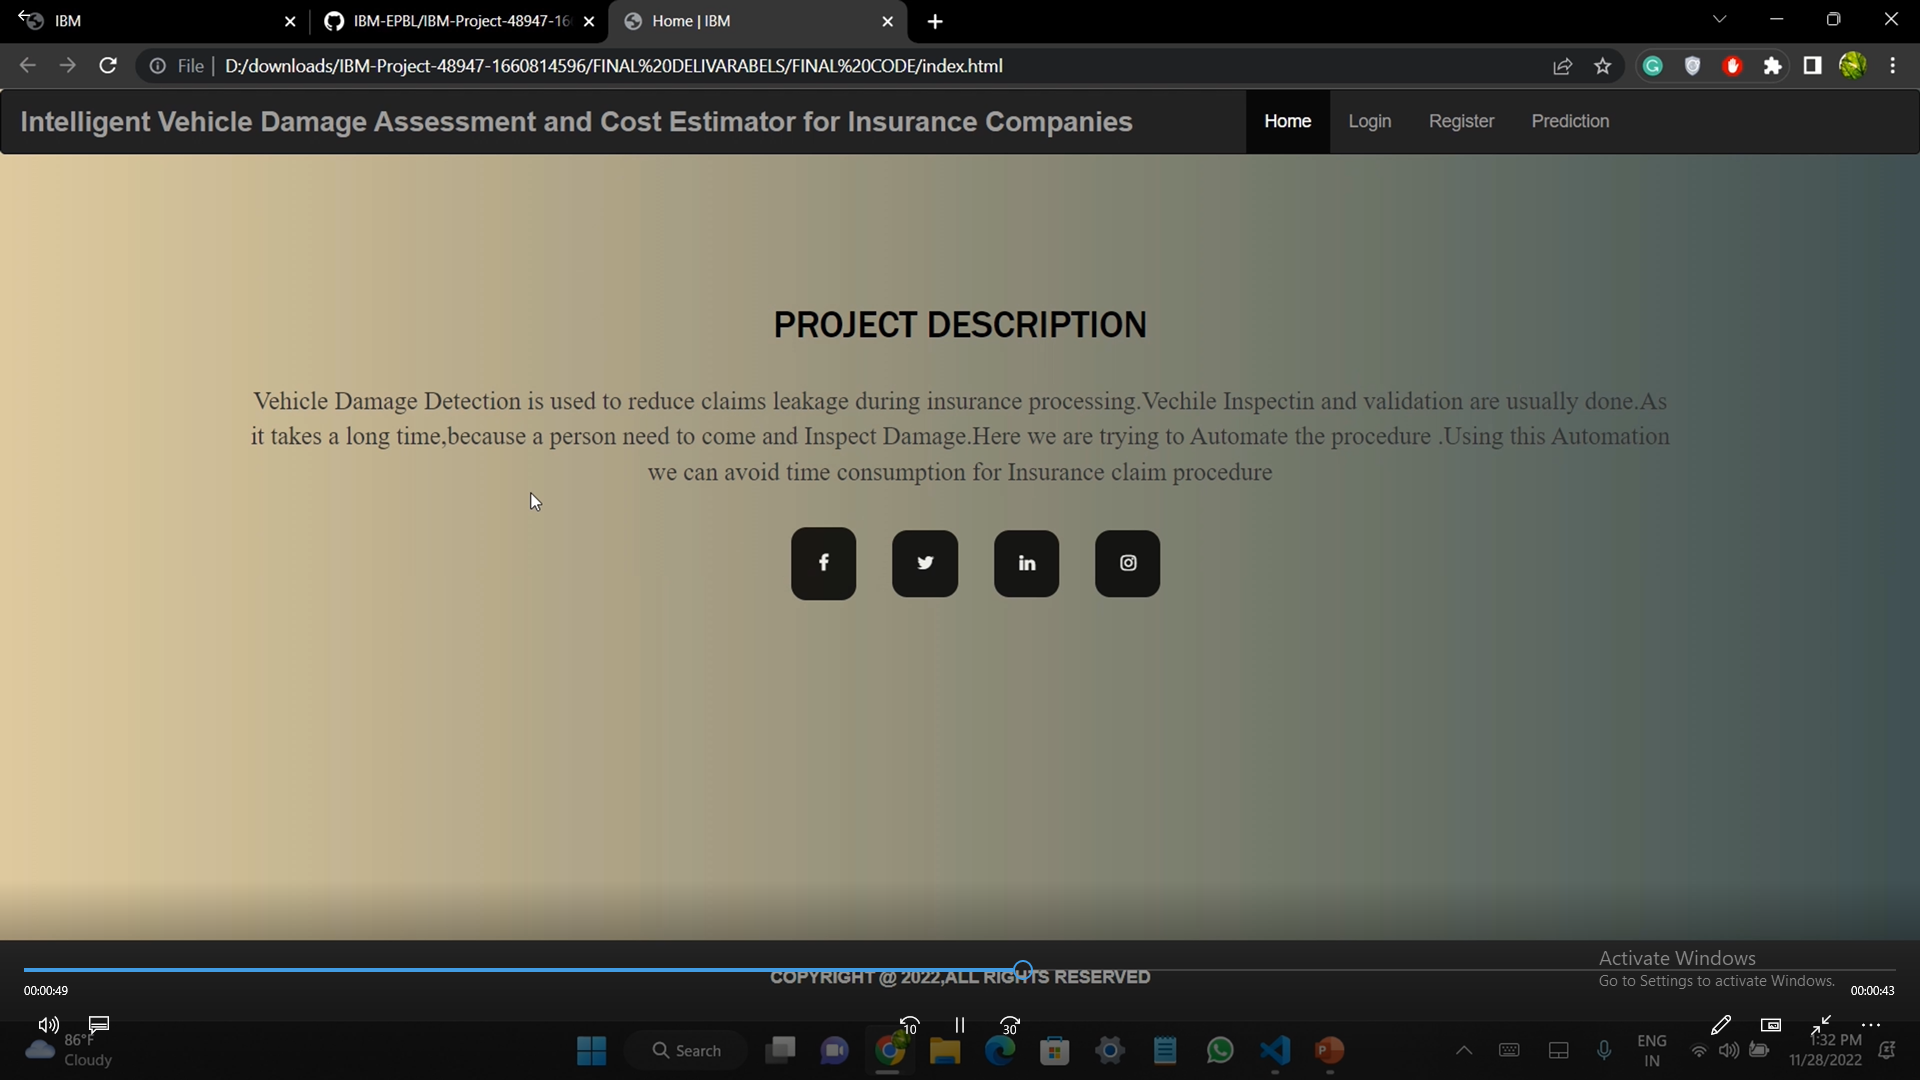 IBM
IBM-EPBL/IBM-Project-48947-16
Home | IBM
File
D:/downloads/IBM-Project-48947-1660814596/FINAL%20DELIVARABELS/FINAL%20CODE/index.html
Intelligent Vehicle Damage Assessment and Cost Estimator for Insurance Companies
Home
Login
Register
Prediction
PROJECT DESCRIPTION
Vehicle Damage Detection is used to reduce claims leakage during insurance processing.Vechile Inspectin and validation are usually done.As
it takes a long time,because a person need to come and Inspect Damage.Here we are trying to Automate the procedure .Using this Automation
we can avoid time consumption for Insurance claim procedure
Activate Windows
COPYRIGHT @ 2022,ALL RIGHTS RESERVED
Go to Settings to activate Windows.
00:00:49
00:00:43
10
30
86°F
Cloudy
Search
ENG
IN
1:32 PM
11/28/2022